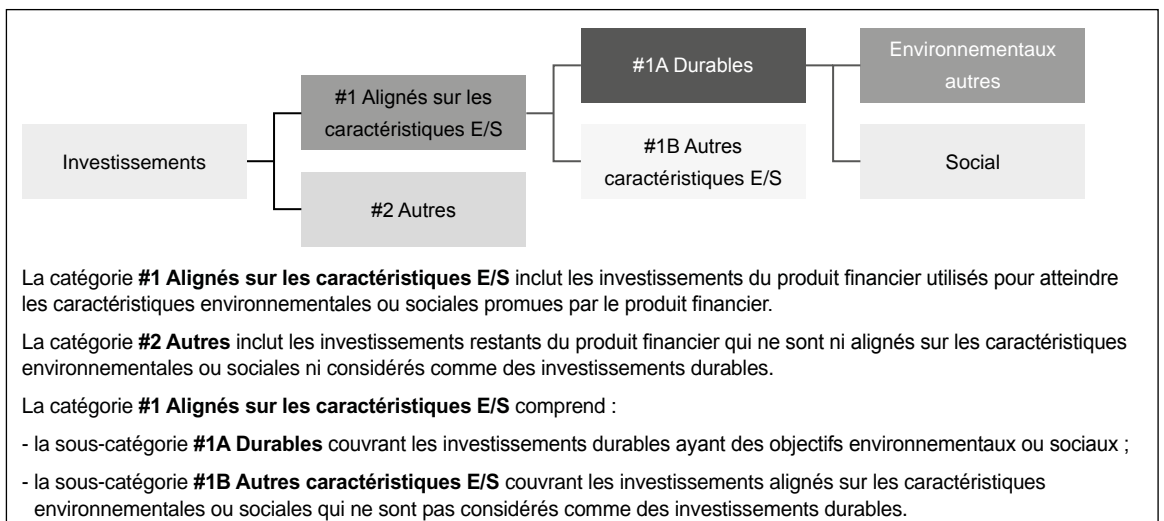 Investissements
#1 Alignés sur les
caractéristiques E/S
#2 Autres
#1A Durables
#1B Autres
caractéristiques E/S
Environnementaux
autres
Social
La catégorie #1 Alignés sur les caractéristiques E/S inclut les investissements du produit financier utilisés pour atteindre
les caractéristiques environnementales ou sociales promues par le produit financier.
La catégorie #2 Autres inclut les investissements restants du produit financier qui ne sont ni alignés sur les caractéristiques
environnementales ou sociales ni considérés comme des investissements durables.
La catégorie #1 Alignés sur les caractéristiques E/S comprend :
- la sous-catégorie #1A Durables couvrant les investissements durables ayant des objectifs environnementaux ou sociaux ;
- la sous-catégorie #1B Autres caractéristiques E/S couvrant les investissements alignés sur les caractéristiques
environnementales ou sociales qui ne sont pas considérés comme des investissements durables.